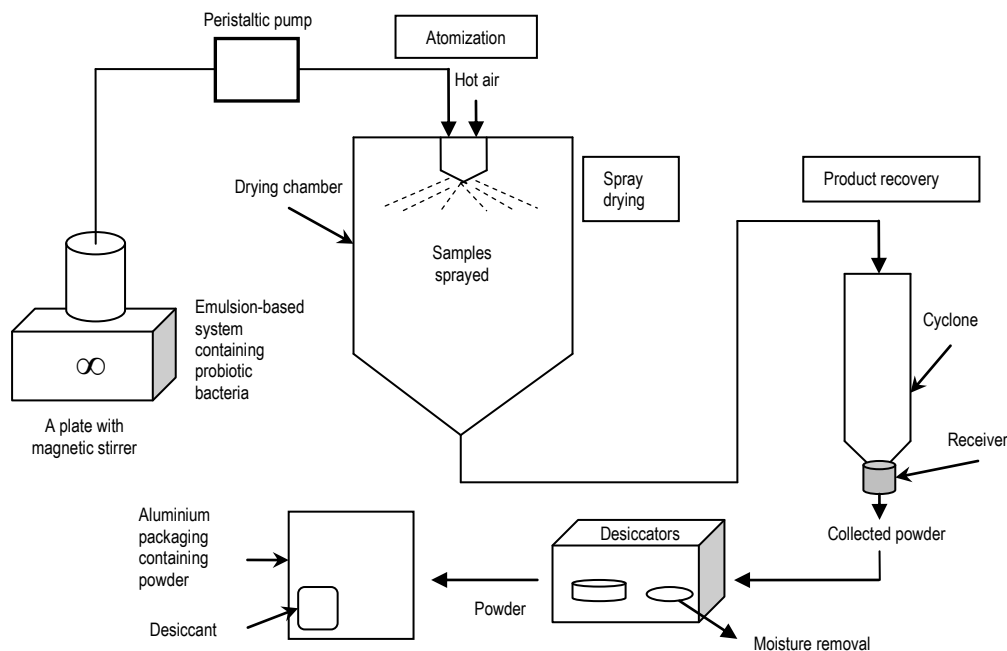 Peristaltic pump
Atomization
Hot air
Drying chamber
Spray
drying
Product recovery
Samples
sprayed
Emulsion-based
system
containing
probiotic
bacteria
∞
A plate with
magnetic stirrer
Cyclone
Receiver
Collected powder
Desiccators
Moisture removal
Powder
Aluminium
packaging
containing
powder
Desiccant